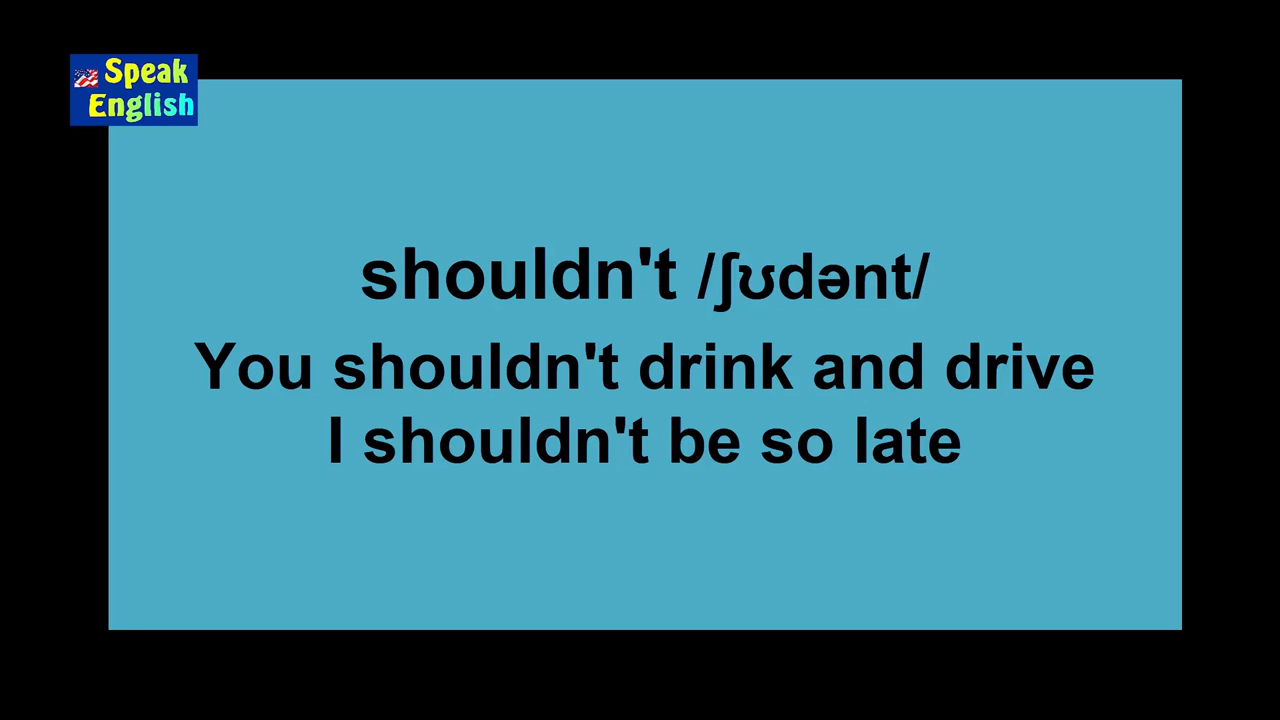 Speak
English
shouldn't /ʃʊdənt/
You shouldn't drink and drive
I shouldn't be so late